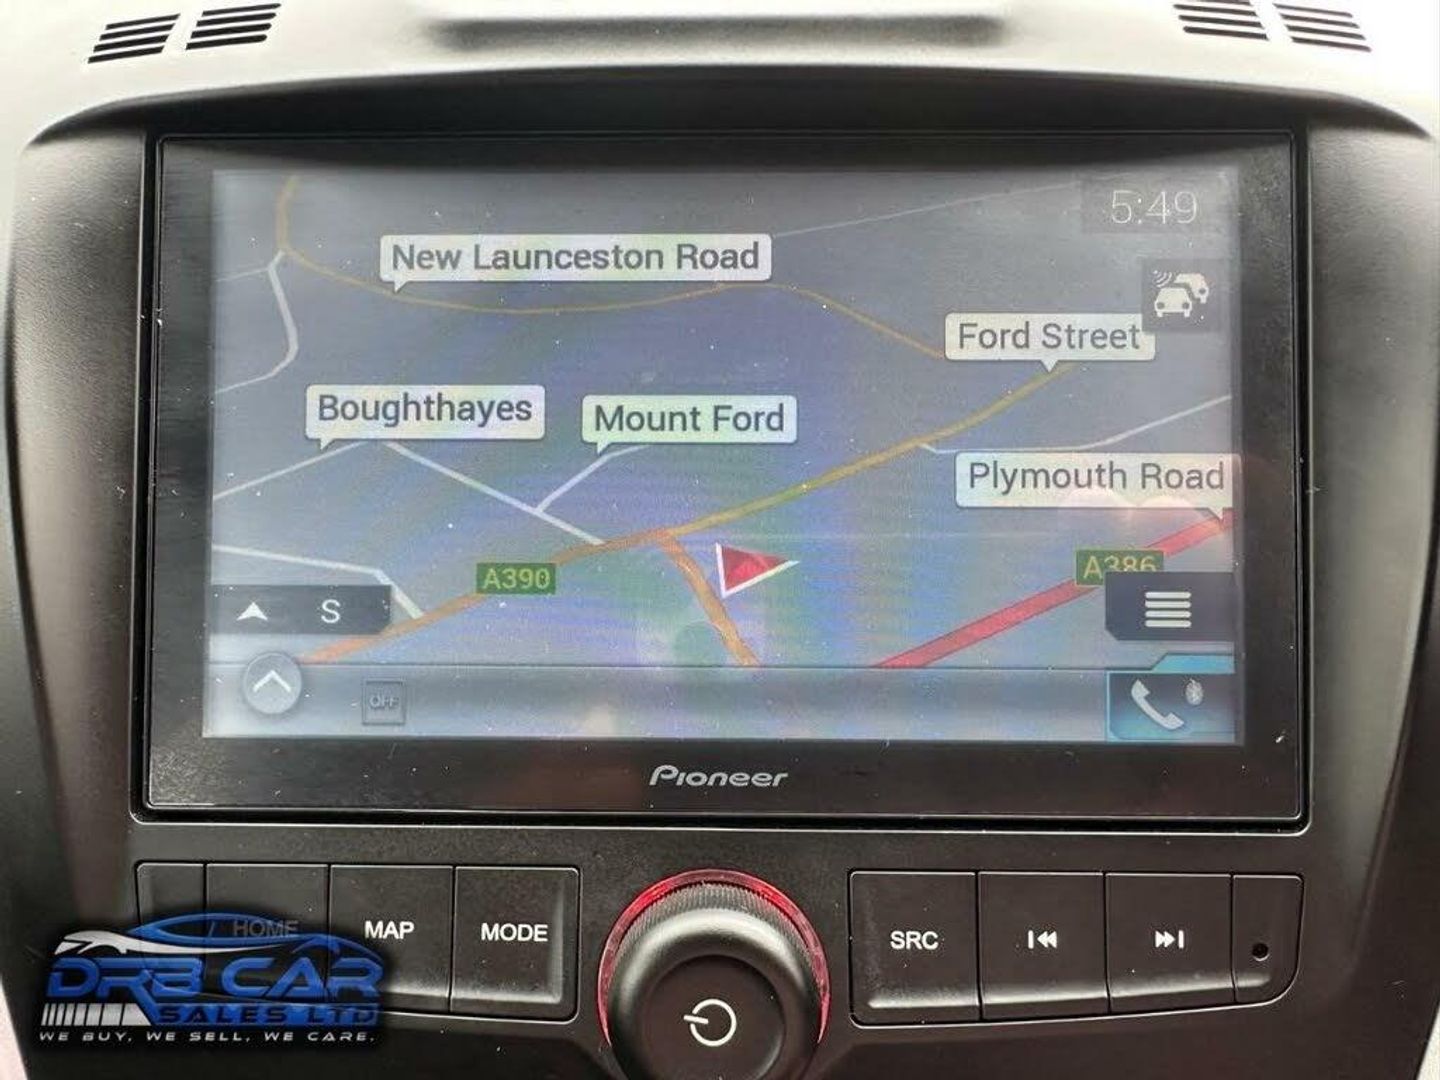 5:49
New Launceston Road
Ford Street
Boughthayes
Mount Ford
Plymouth Road
A390
A386
S
OFF
Pioneer
HOME
MAP
MODE
SRC
DRB CAR
SALES LTD
WE BUY, WE SELL, WE CARE.